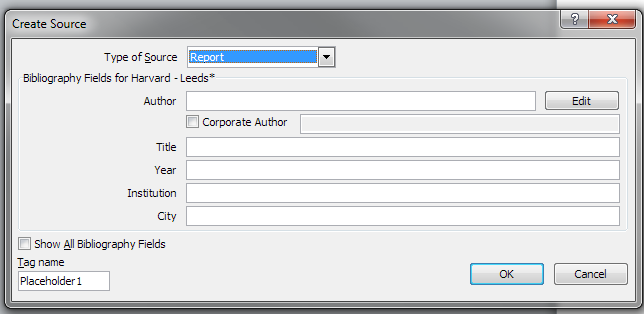 Create Source
Type of Source Report
Bibliography Fields for Harvard - Leeds*
Author Edit
Corporate Author
Title
Year
Institution
City
Show All Bibliography Fields
Tag name
Placeholder1 OK Cancel